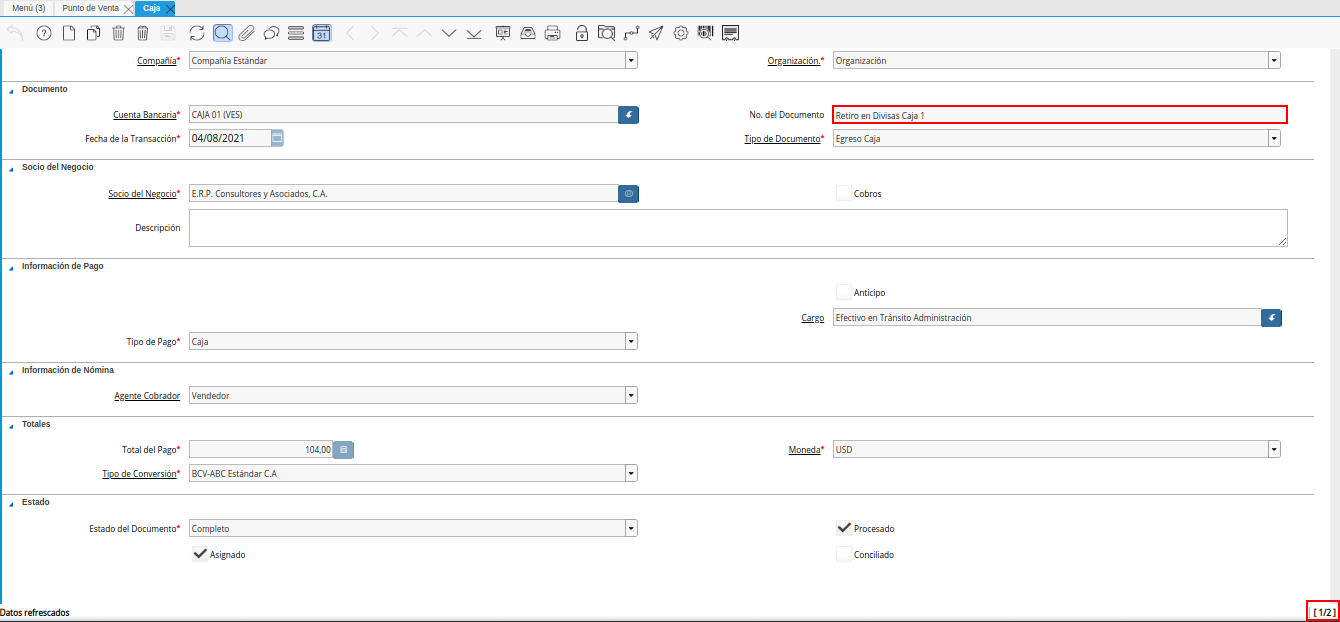 Menú (3) Punto de Venta Caja
31
Compañía* Compañía Estándar Organización.* Organización
Documento
Cuenta Bancaria* CAJA 01 (VES) No. del Documento Retiro en Divisas Caja 1
Fecha de la Transacción* 04/08/2021 Tipo de Documento* Egreso Caja
Socio del Negocio
Socio del Negocio* E.R.P. Consultores y Asociados, C.A. Cobros
Descripción
Información de Pago
Anticipo
Cargo Efectivo en Tránsito Administración
Tipo de Pago* Caja
Información de Nómina
Agente Cobrador Vendedor
Totales
Total del Pago* 104,00 Moneda* USD
Tipo de Conversión* BCV-ABC Estándar C.A
Estado
Estado del Documento* Completo Procesado
Asignado Conciliado
Datos refrescados [ 1/2 ]